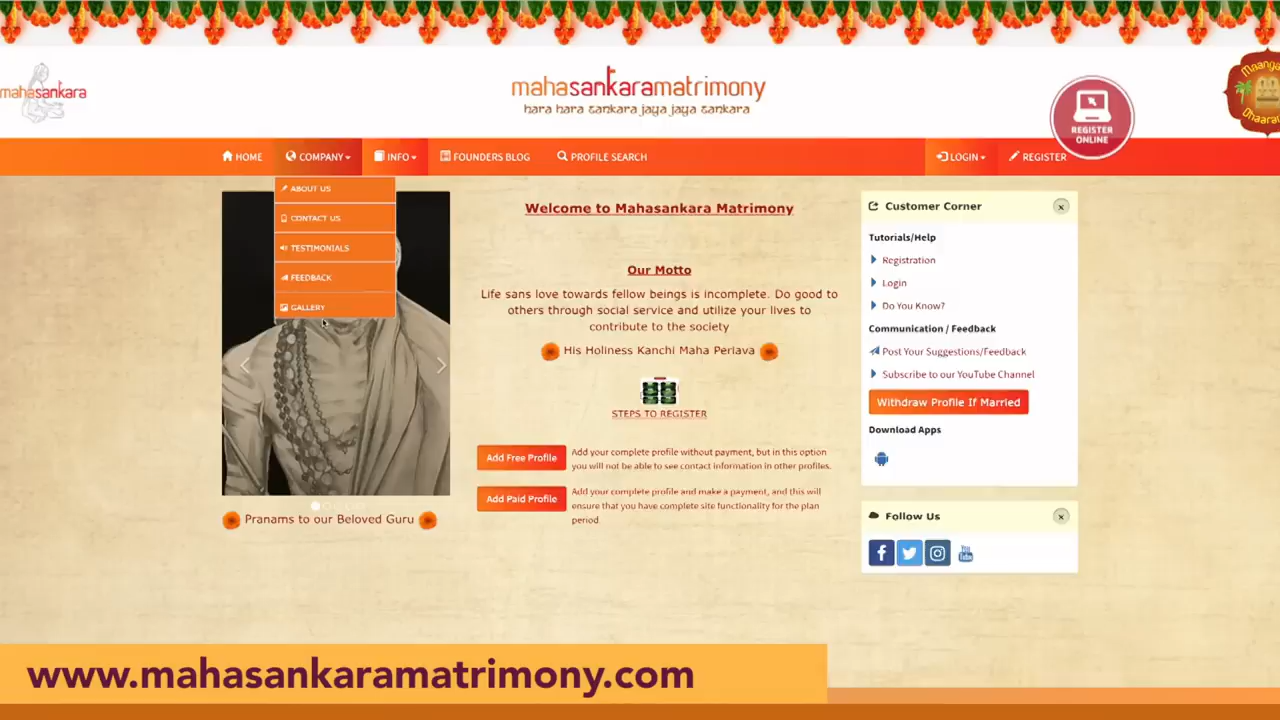 mahasankara
mahasankaramatrimony
hara hara sankara jaya jaya sankara
REGISTER
ONLINE
Maanga
Dhaaran
HOME
COMPANY
INFO
FOUNDERS BLOG
PROFILE SEARCH
LOGIN
REGISTER
ABOUT US
CONTACT US
TESTIMONIALS
FEEDBACK
GALLERY
Pranams to our Beloved Guru
Welcome to Mahasankara Matrimony
Our Motto
Life sans love towards fellow beings is incomplete. Do good to
others through social service and utilize your lives to
contribute to the society
His Holiness Kanchi Maha Periava
STEPS TO REGISTER
Add Free Profile
Add your complete profile without payment, but in this option
you will not be able to see contact information in other profiles.
Add Paid Profile
Add your complete profile and make a payment, and this will
ensure that you have complete site functionality for the plan
period
Customer Corner
Tutorials/Help
Registration
Login
Do You Know?
Communication / Feedback
Post Your Suggestions/Feedback
Subscribe to our YouTube Channel
Withdraw Profile If Married
Download Apps
Follow Us
You
Tube
www.mahasankaramatrimony.com